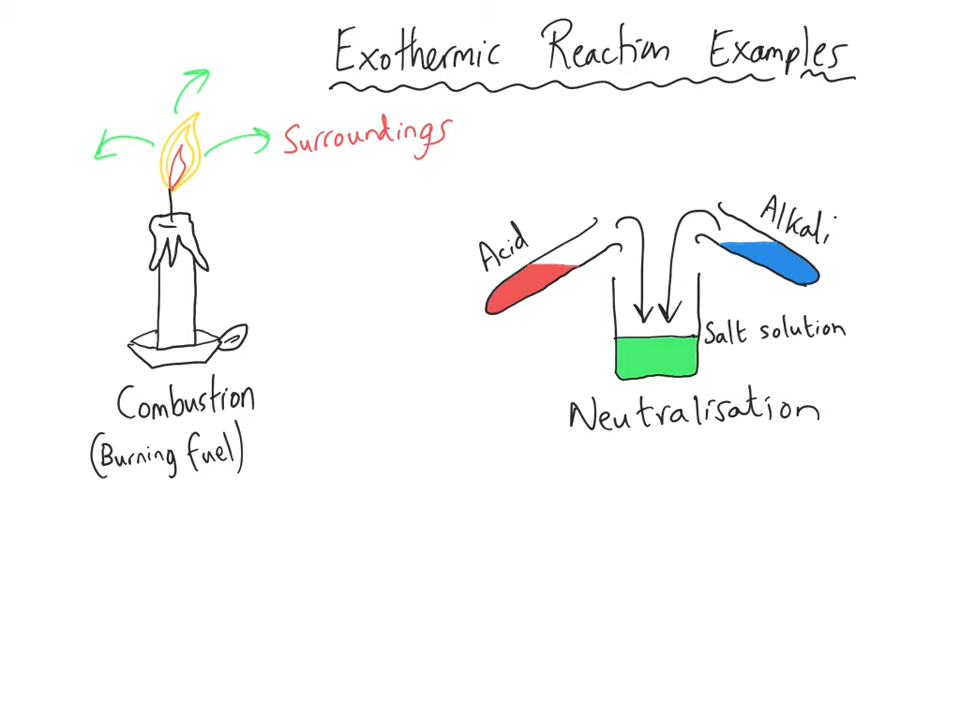 Exothermic Reaction Examples
Surroundings
Combustion
(Burning fuel)
Acid
Alkali
Salt solution
Neutralisation